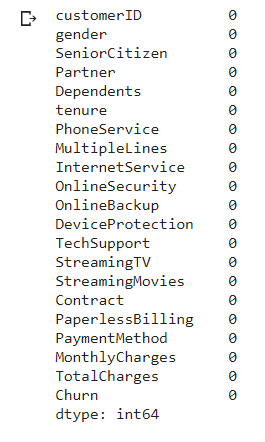 customerID 0
gender 0
SeniorCitizen 0
Partner 0
Dependents 0
tenure 0
PhoneService 0
MultipleLines 0
InternetService 0
OnlineSecurity 0
OnlineBackup 0
DeviceProtection 0
TechSupport 0
StreamingTV 0
StreamingMovies 0
Contract 0
PaperlessBilling 0
PaymentMethod 0
MonthlyCharges 0
TotalCharges 0
Churn 0
dtype: int64